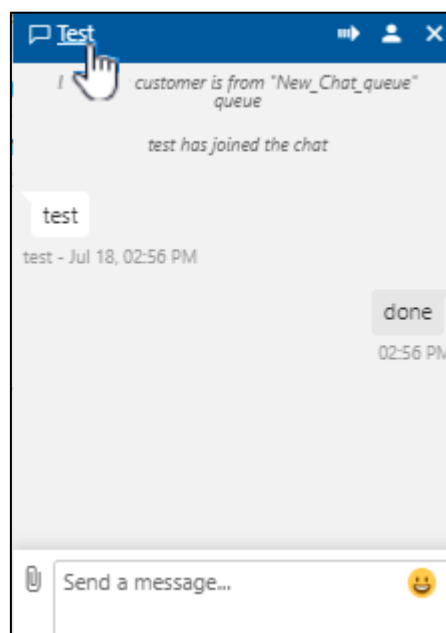 Test
customer is from "New_Chat_queue"
queue
test has joined the chat
test
test - Jul 18, 02:56 PM
done
02:56 PM
Send a message...